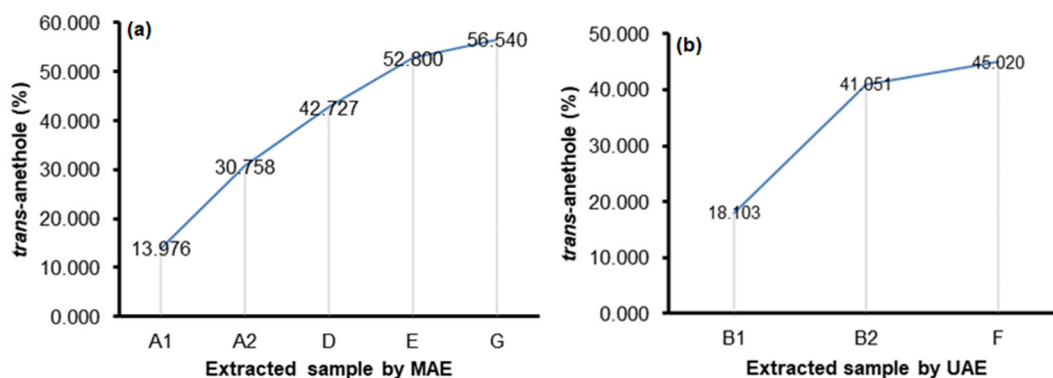 (a)
trans-anethole (%)
60.000
50.000
40.000
30.000
20.000
10.000
0.000
13.976
30.758
42.727
52.800
56.540
A1 A2 D E G
Extracted sample by MAE
(b)
trans-anethole (%)
50.000
40.000
30.000
20.000
10.000
0.000
18.103
41.051
45.020
B1 B2 F
Extracted sample by UAE